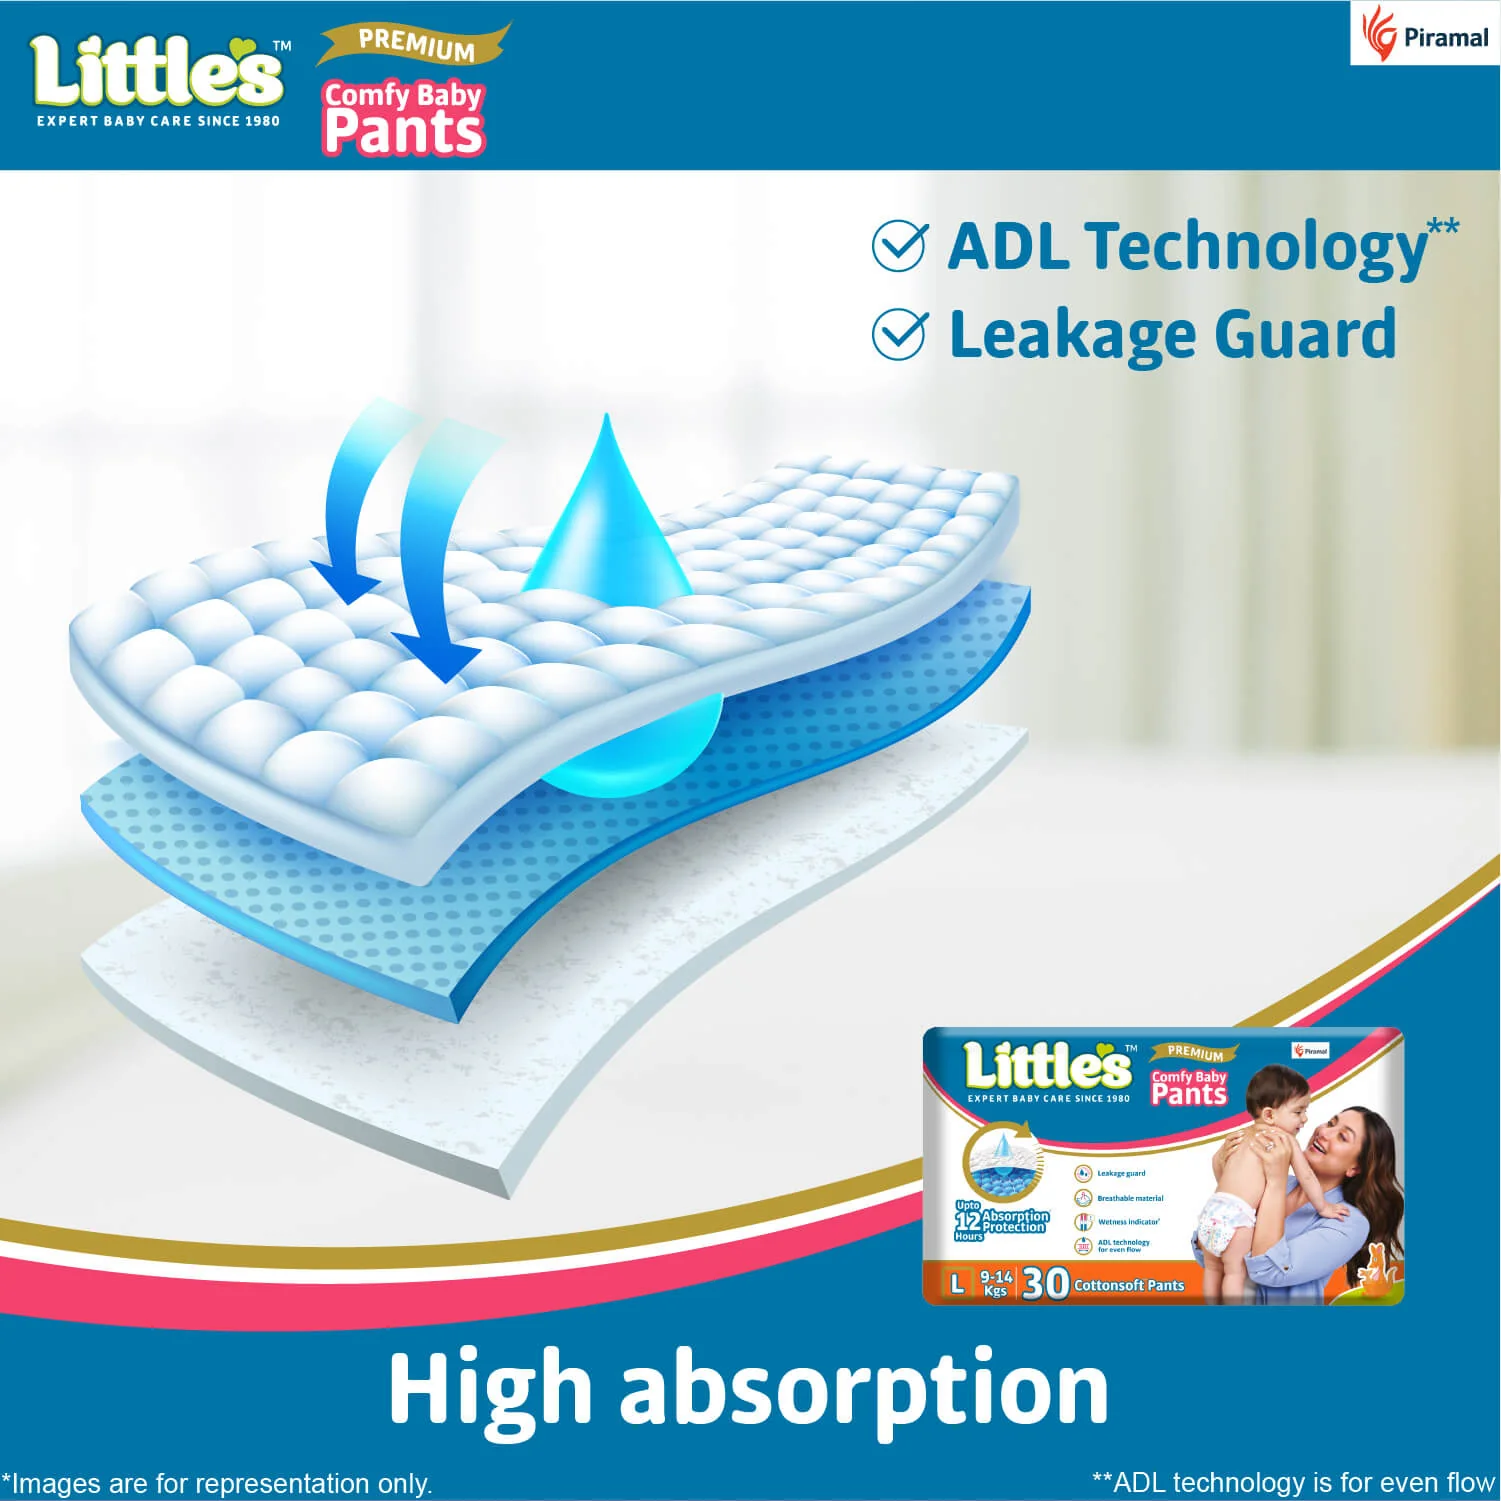 Little's™
EXPERT BABY CARE SINCE 1980
PREMIUM
Comfy Baby
Pants
Piramal
ADL Technology**
Leakage Guard
Little's™
EXPERT BABY CARE SINCE 1980
PREMIUM
Comfy Baby
Pants
Piramal
Upto
12 Absorption
Hours Protection
Leakage guard
Breathable material
Wetness indicator*
ADL technology
for even flow
L 9-14
Kgs 30 Cottonsoft Pants
High absorption
*Images are for representation only.
**ADL technology is for even flow